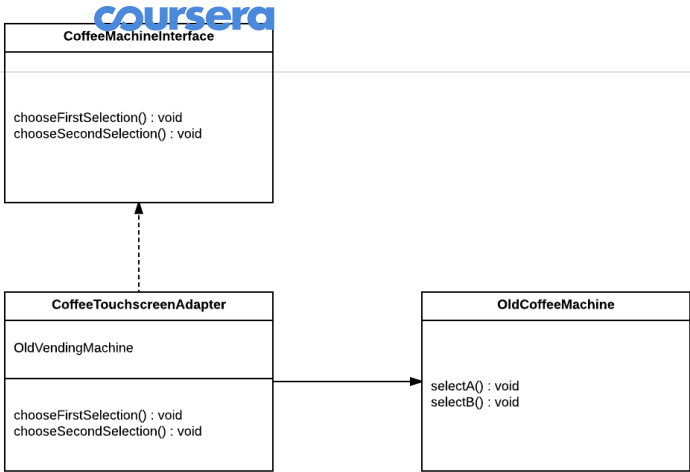 coursera
CoffeeMachineInterface
chooseFirstSelection() : void
chooseSecondSelection() : void
CoffeeTouchscreenAdapter
OldVendingMachine
chooseFirstSelection() : void
chooseSecondSelection() : void
OldCoffeeMachine
selectA() : void
selectB() : void